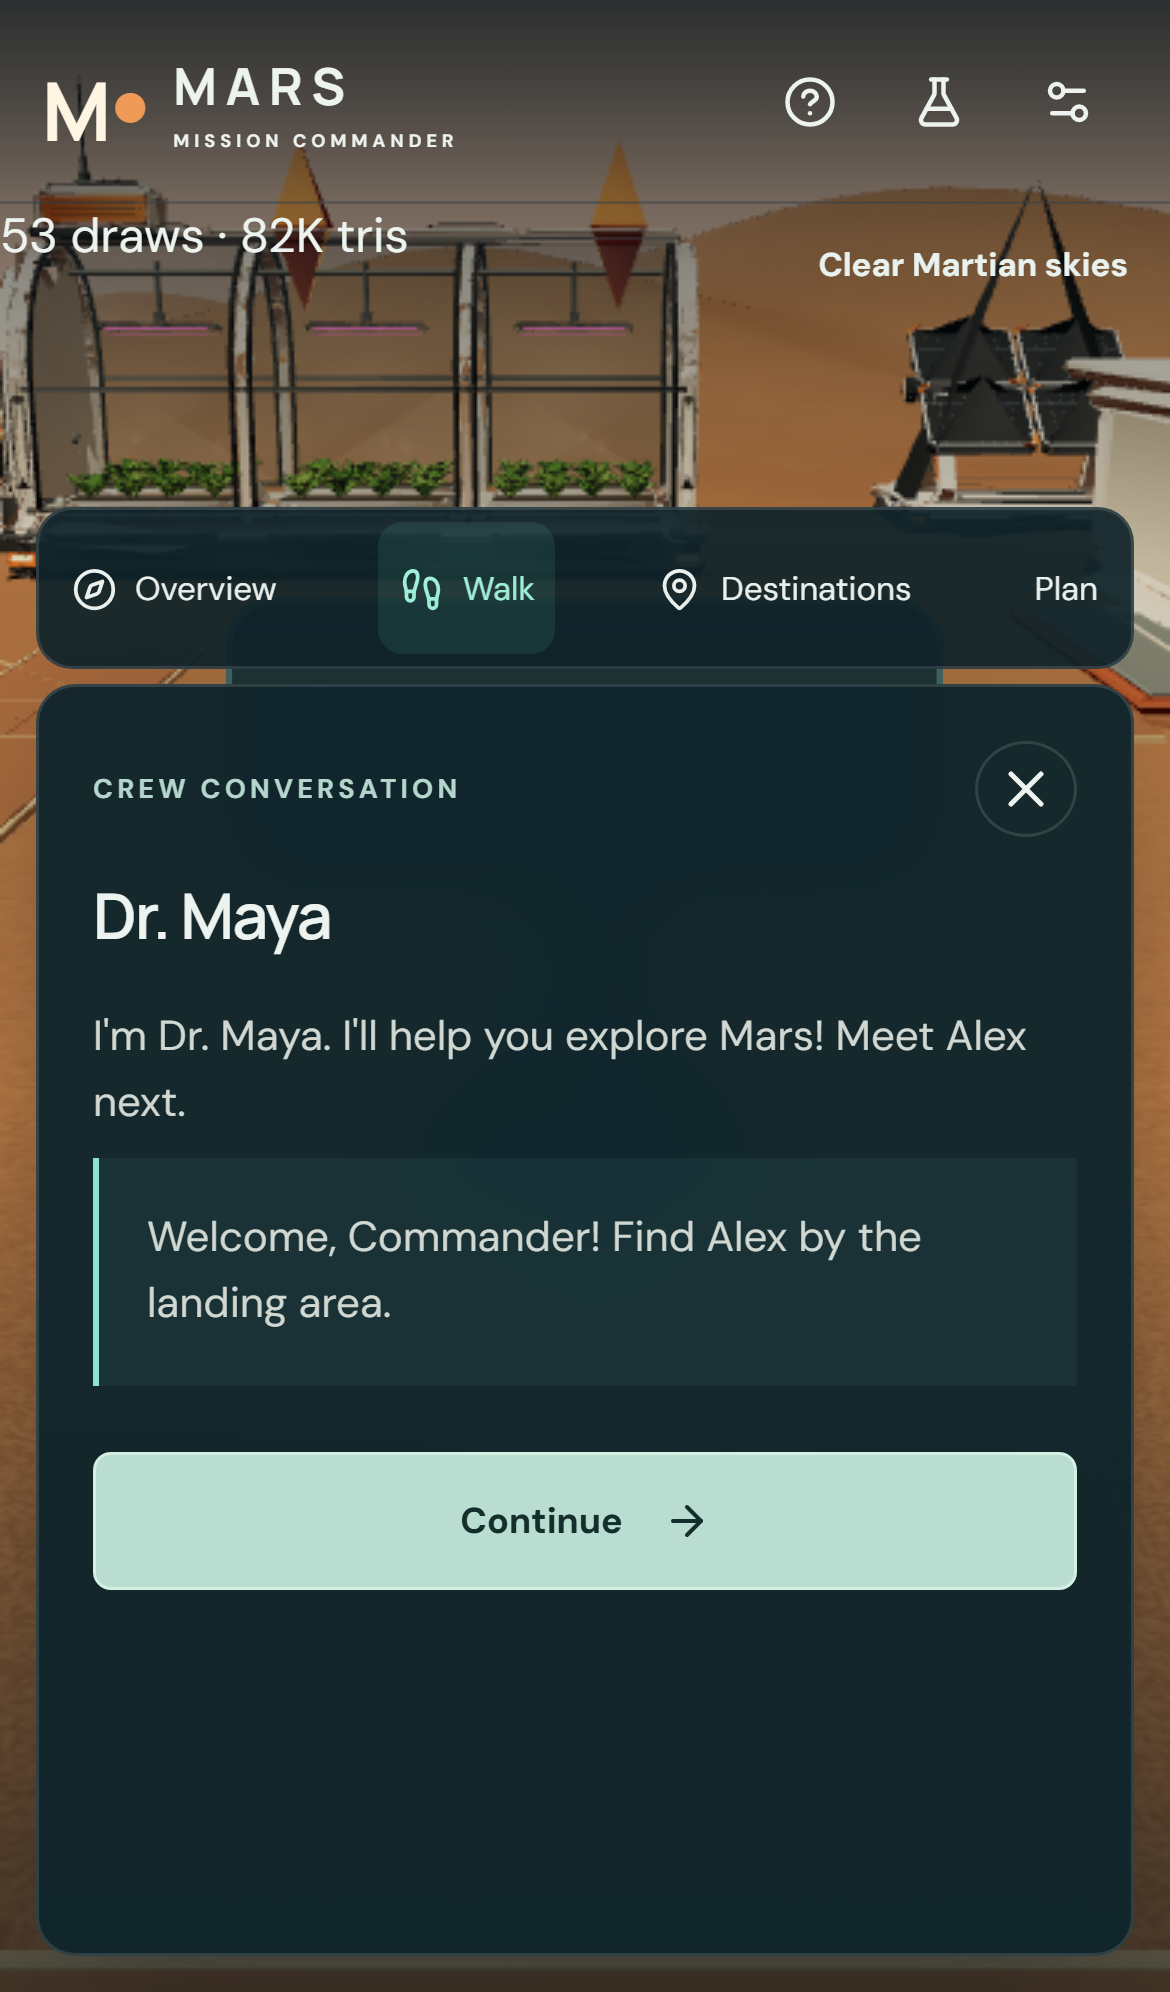 M
MARS
MISSION COMMANDER
53 draws · 82K tris
Clear Martian skies
Overview
Walk
Destinations
Plan
CREW CONVERSATION
Dr. Maya
I'm Dr. Maya. I'll help you explore Mars! Meet Alex
next.
Welcome, Commander! Find Alex by the
landing area.
Continue